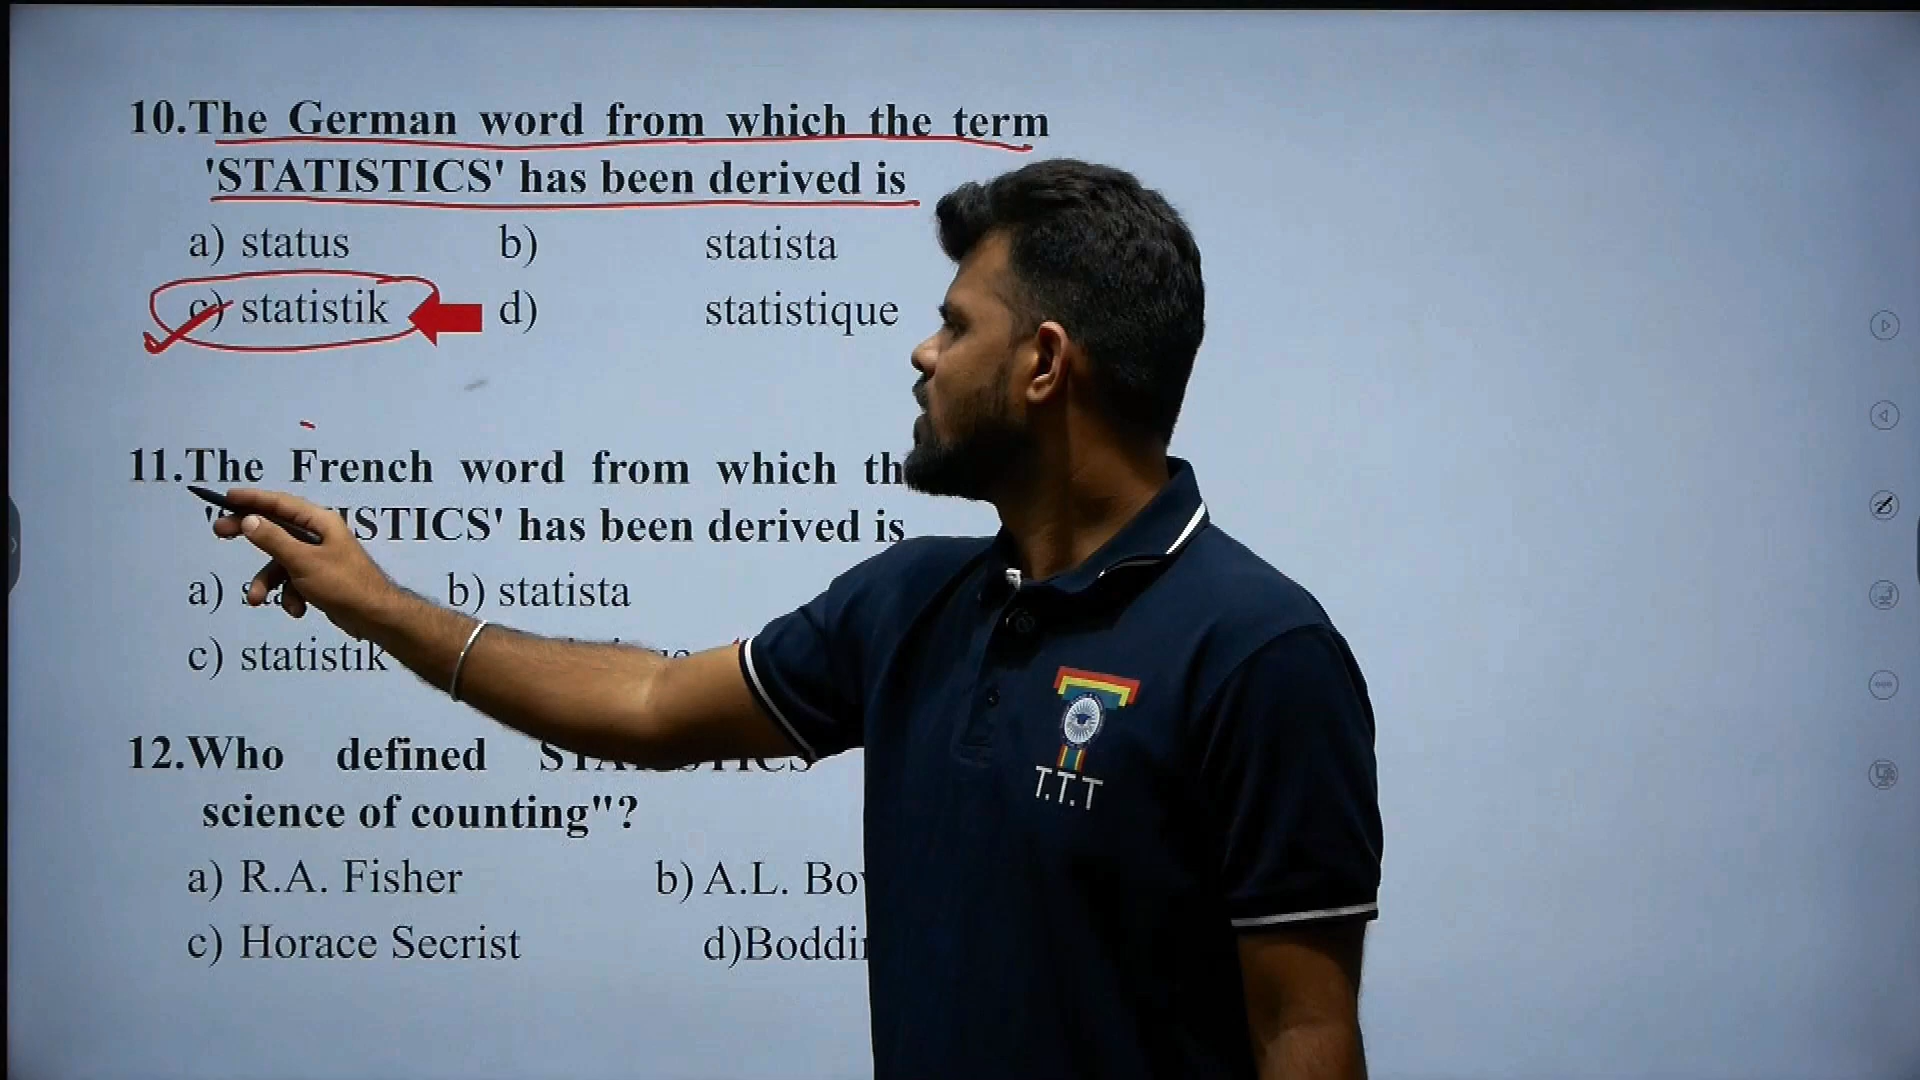 10.The German word from which the term
'STATISTICS' has been derived is
a) status b) statista
c) statistik d) statistique
11.The French word from which
has been derived is
a) b) statista
c) statistik
12.Who defined STATISTICS
science of counting"?
a) R.A. Fisher b) A.L.
c) Horace Secrist d)
T.T.T